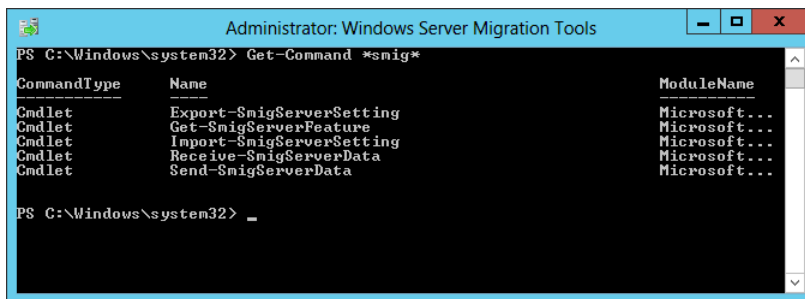 Administrator: Windows Server Migration Tools
PS C:\Windows\system32> Get-Command *smig*
CommandType Name ModuleName
----------- ---- ----------
Cmdlet Export-SmigServerSetting Microsoft...
Cmdlet Get-SmigServerFeature Microsoft...
Cmdlet Import-SmigServerSetting Microsoft...
Cmdlet Receive-SmigServerData Microsoft...
Cmdlet Send-SmigServerData Microsoft...
PS C:\Windows\system32> _